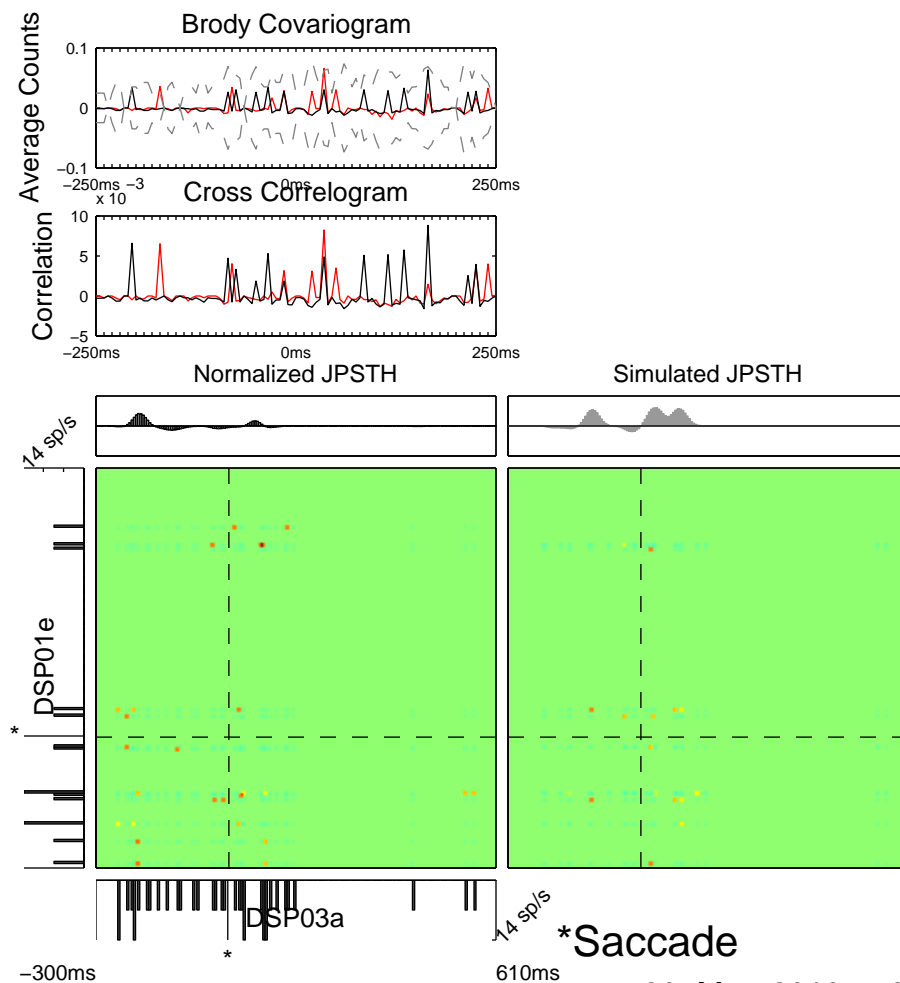 Brody Covariogram
Average Counts
0.1
0
−0.1
−250ms
0ms
250ms
x 10
−3
Cross Correlogram
Correlation
10
5
0
−5
−250ms
0ms
250ms
Normalized JPSTH
Simulated JPSTH
14 sp/s
DSP01e
*
DSP03a
14 sp/s
*
*Saccade
−300ms
610ms